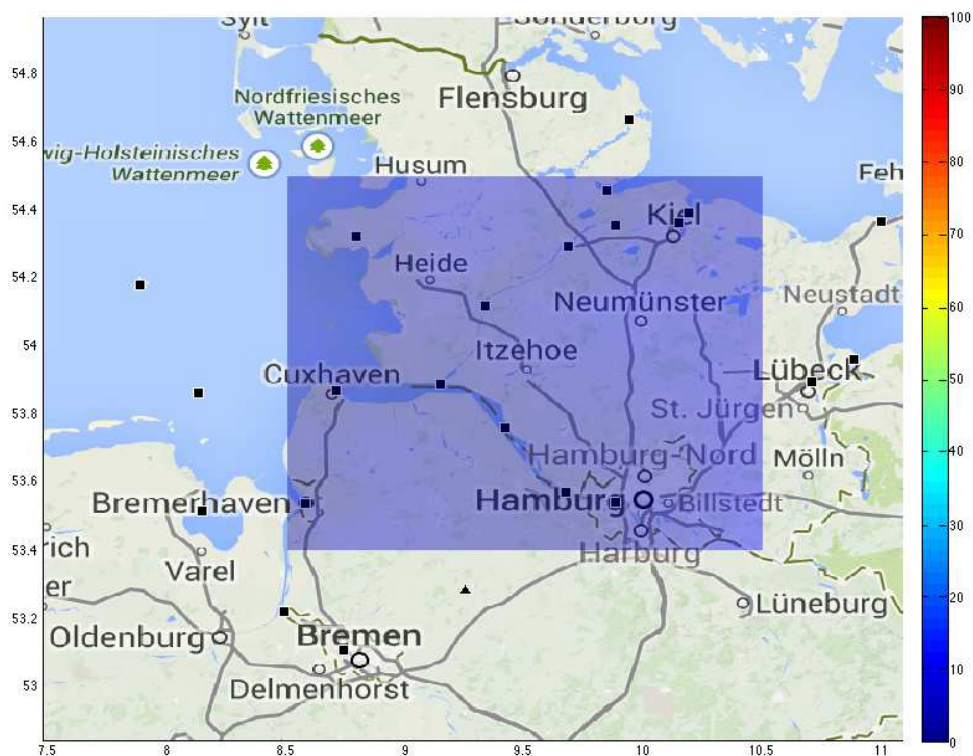 Sylt
Sonderborg
100
54.8
Flensburg
90
Nordfriesisches
Wattenmeer
54.6
wig-Holsteinisches
Wattenmeer
Husum
Feh
80
54.4
Kiel
70
54.2
Heide
Neumünster
Neustadt
60
54
Itzehoe
Cuxhaven
Lübeck
50
53.8
St. Jürgen
Hamburg-Nord
Mölln
40
53.6
Bremerhaven
Hamburg
Billstedt
30
53.4
rich
Varel
Harburg
er
20
53.2
Oldenburg
Bremen
Lüneburg
10
53
Delmenhorst
0
7.5 8 8.5 9 9.5 10 10.5 11